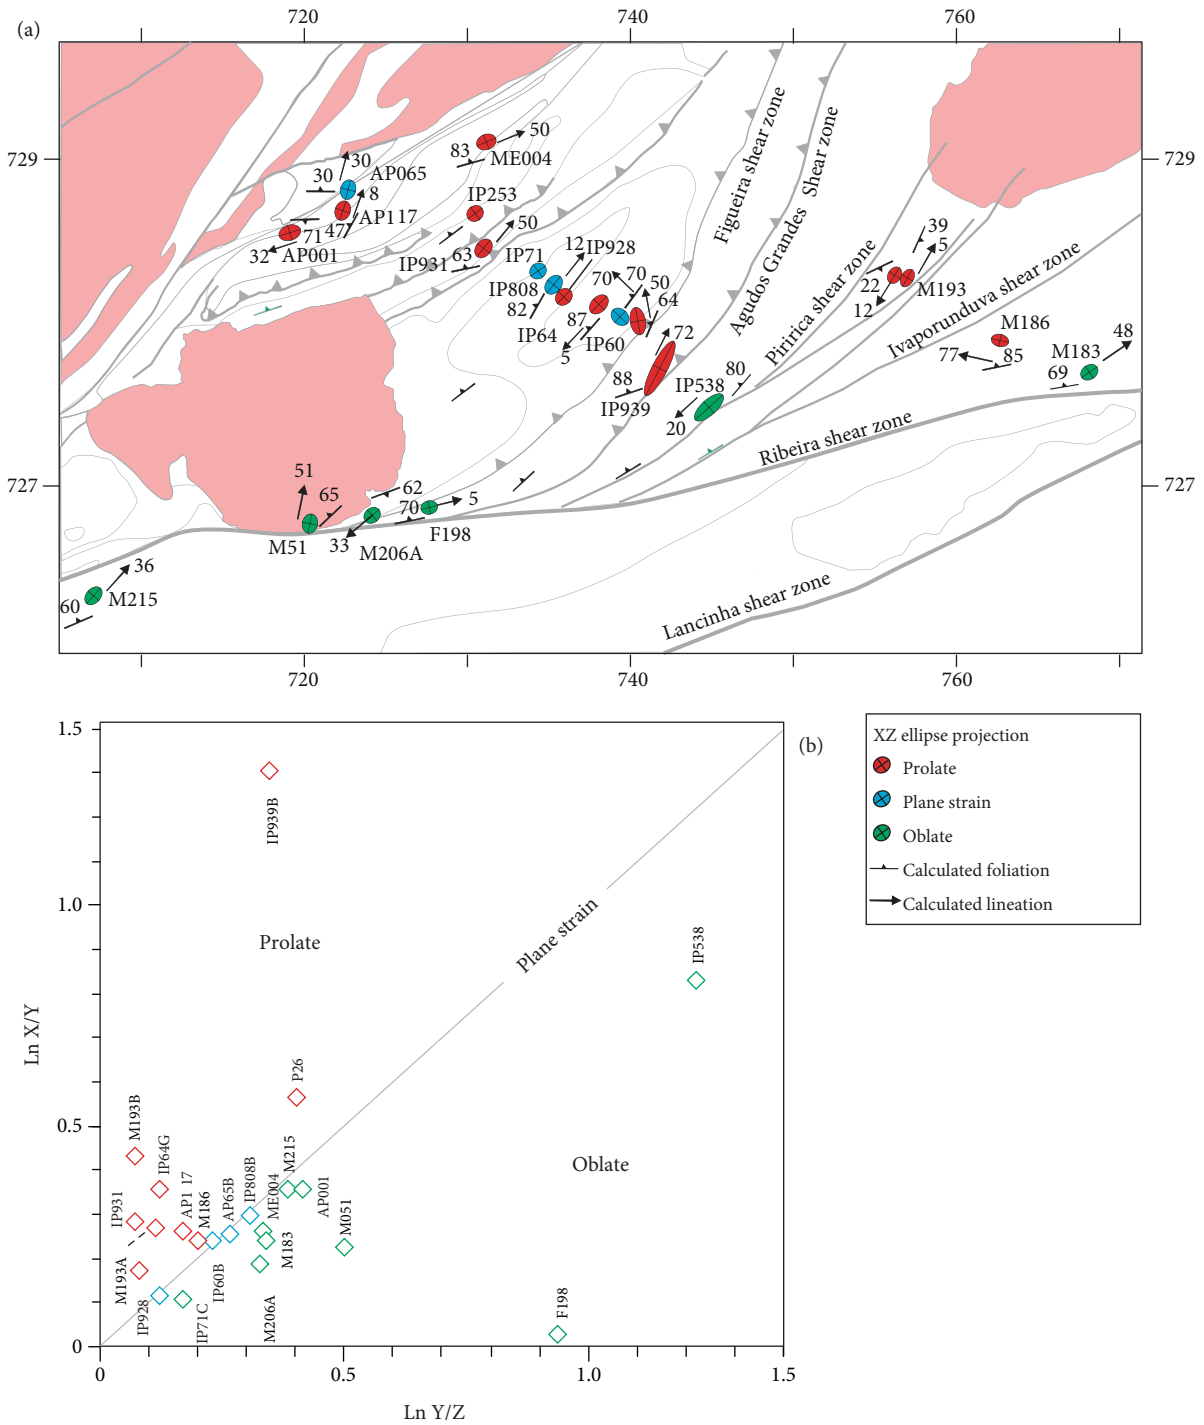 (a)
720
740
760
729
729
727
727
720
740
760
30
30
AP065
8
AP117
47
71
32
AP001
83
50
ME004
IP253
50
63
IP931
IP71
12
IP928
IP808
82
IP64
5
70
87
IP60
70
50
64
72
88
IP939
IP538
80
20
Figueira shear zone
Agudos Grandes Shear zone
Piririca shear zone
Ivaporunduva shear zone
Ribeira shear zone
Lancinha shear zone
39
5
22
12
M193
M186
77
85
M183
48
69
51
65
M51
62
70
33
M206A
5
F198
36
60
M215
(b)
1.5
1.0
0.5
0
0
0.5
1.0
1.5
Ln X/Y
Ln Y/Z
Prolate
Plane strain
Oblate
IP939B
IP538
P26
M193B
IP64G
IP931
AP1 17
M186
AP65B
IP808B
ME004
M215
AP001
M051
M193A
IP928
IP71C
IP60B
M206A
M183
F198
XZ ellipse projection
Prolate
Plane strain
Oblate
Calculated foliation
Calculated lineation